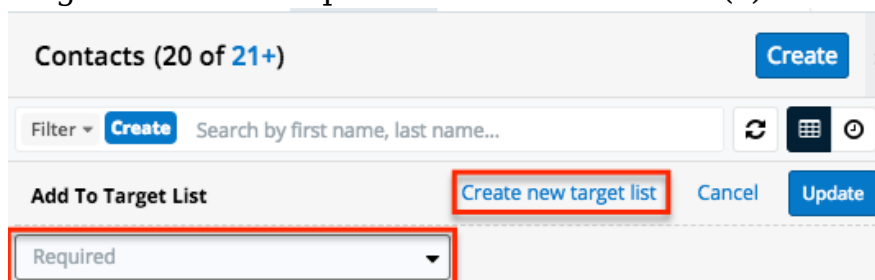 Contacts (20 of 21+) Create
Filter Create Search by first name, last name...
Add To Target List Create new target list Cancel Update
Required